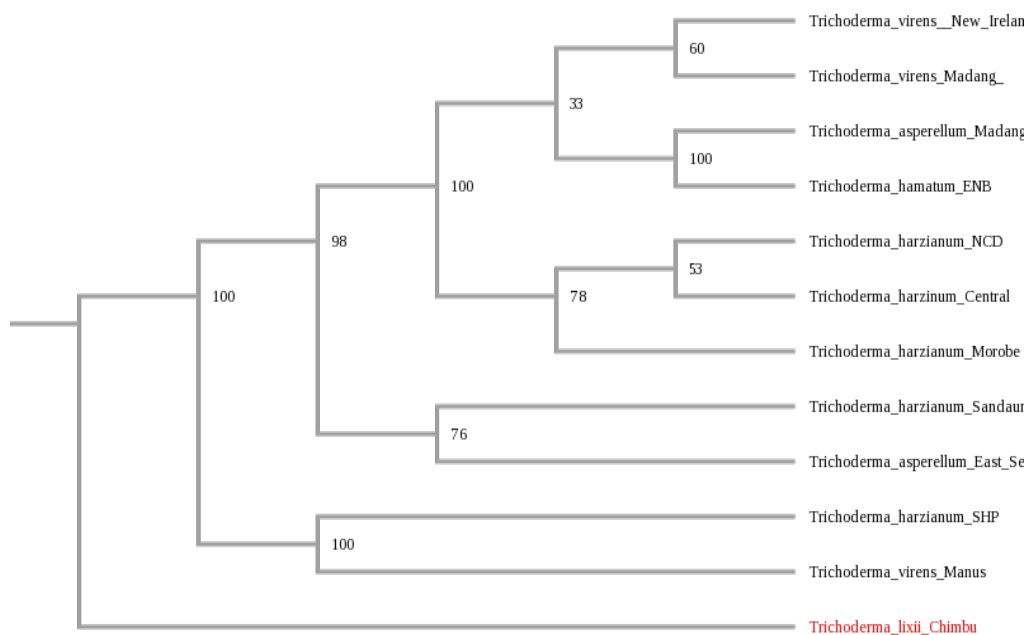 Trichoderma_virens__New_Irelan
60
Trichoderma_virens_Madang_
33
Trichoderma_asperellum_Madang
100
Trichoderma_hamatum_ENB
100
98
Trichoderma_harzianum_NCD
53
100
78
Trichoderma_harzinum_Central
Trichoderma_harzianum_Morobe
Trichoderma_harzianum_Sandaun
76
Trichoderma_asperellum_East_Se
Trichoderma_harzianum_SHP
100
Trichoderma_virens_Manus
Trichoderma_lixii_Chimbu